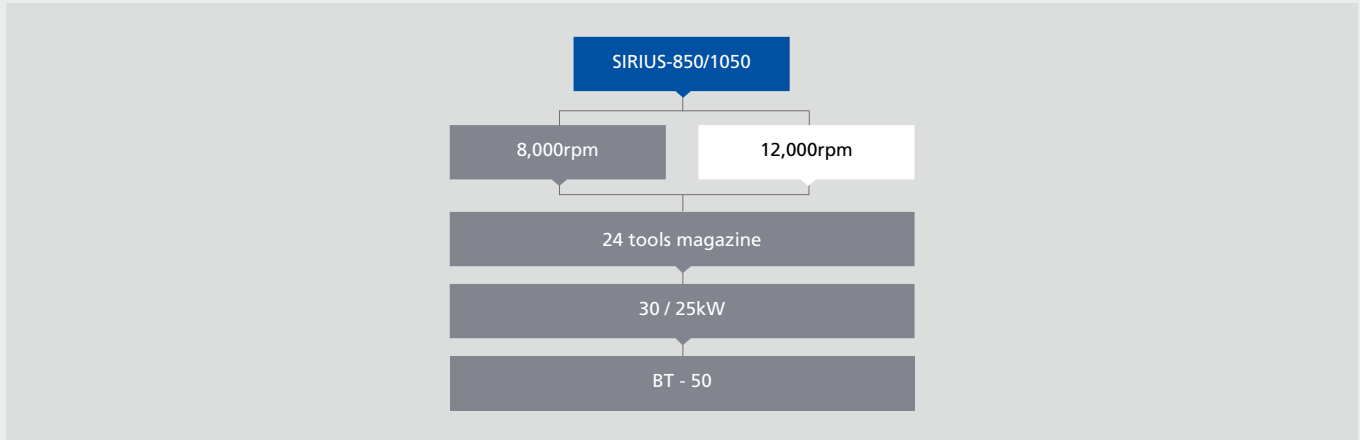 SIRIUS-850/1050
8,000rpm
12,000rpm
24 tools magazine
30 / 25kW
BT - 50